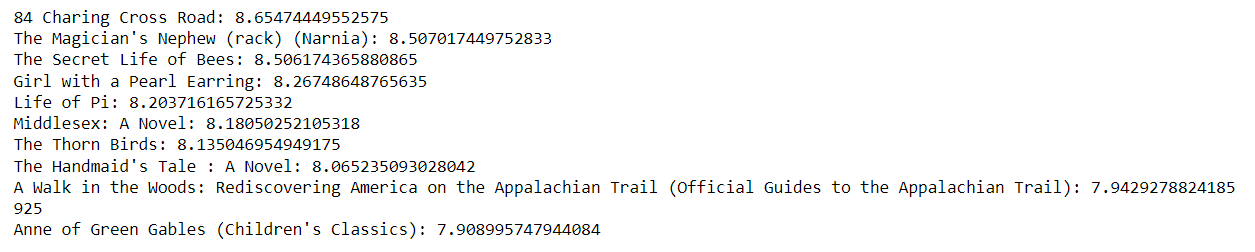 84 Charing Cross Road: 8.65474449552575
The Magician's Nephew (rack) (Narnia): 8.507017449752833
The Secret Life of Bees: 8.506174365880865
Girl with a Pearl Earring: 8.26748648765635
Life of Pi: 8.203716165725332
Middlesex: A Novel: 8.18050252105318
The Thorn Birds: 8.135046954949175
The Handmaid's Tale : A Novel: 8.065235093028042
A Walk in the Woods: Rediscovering America on the Appalachian Trail (Official Guides to the Appalachian Trail): 7.9429278824185
925
Anne of Green Gables (Children's Classics): 7.908995747944084